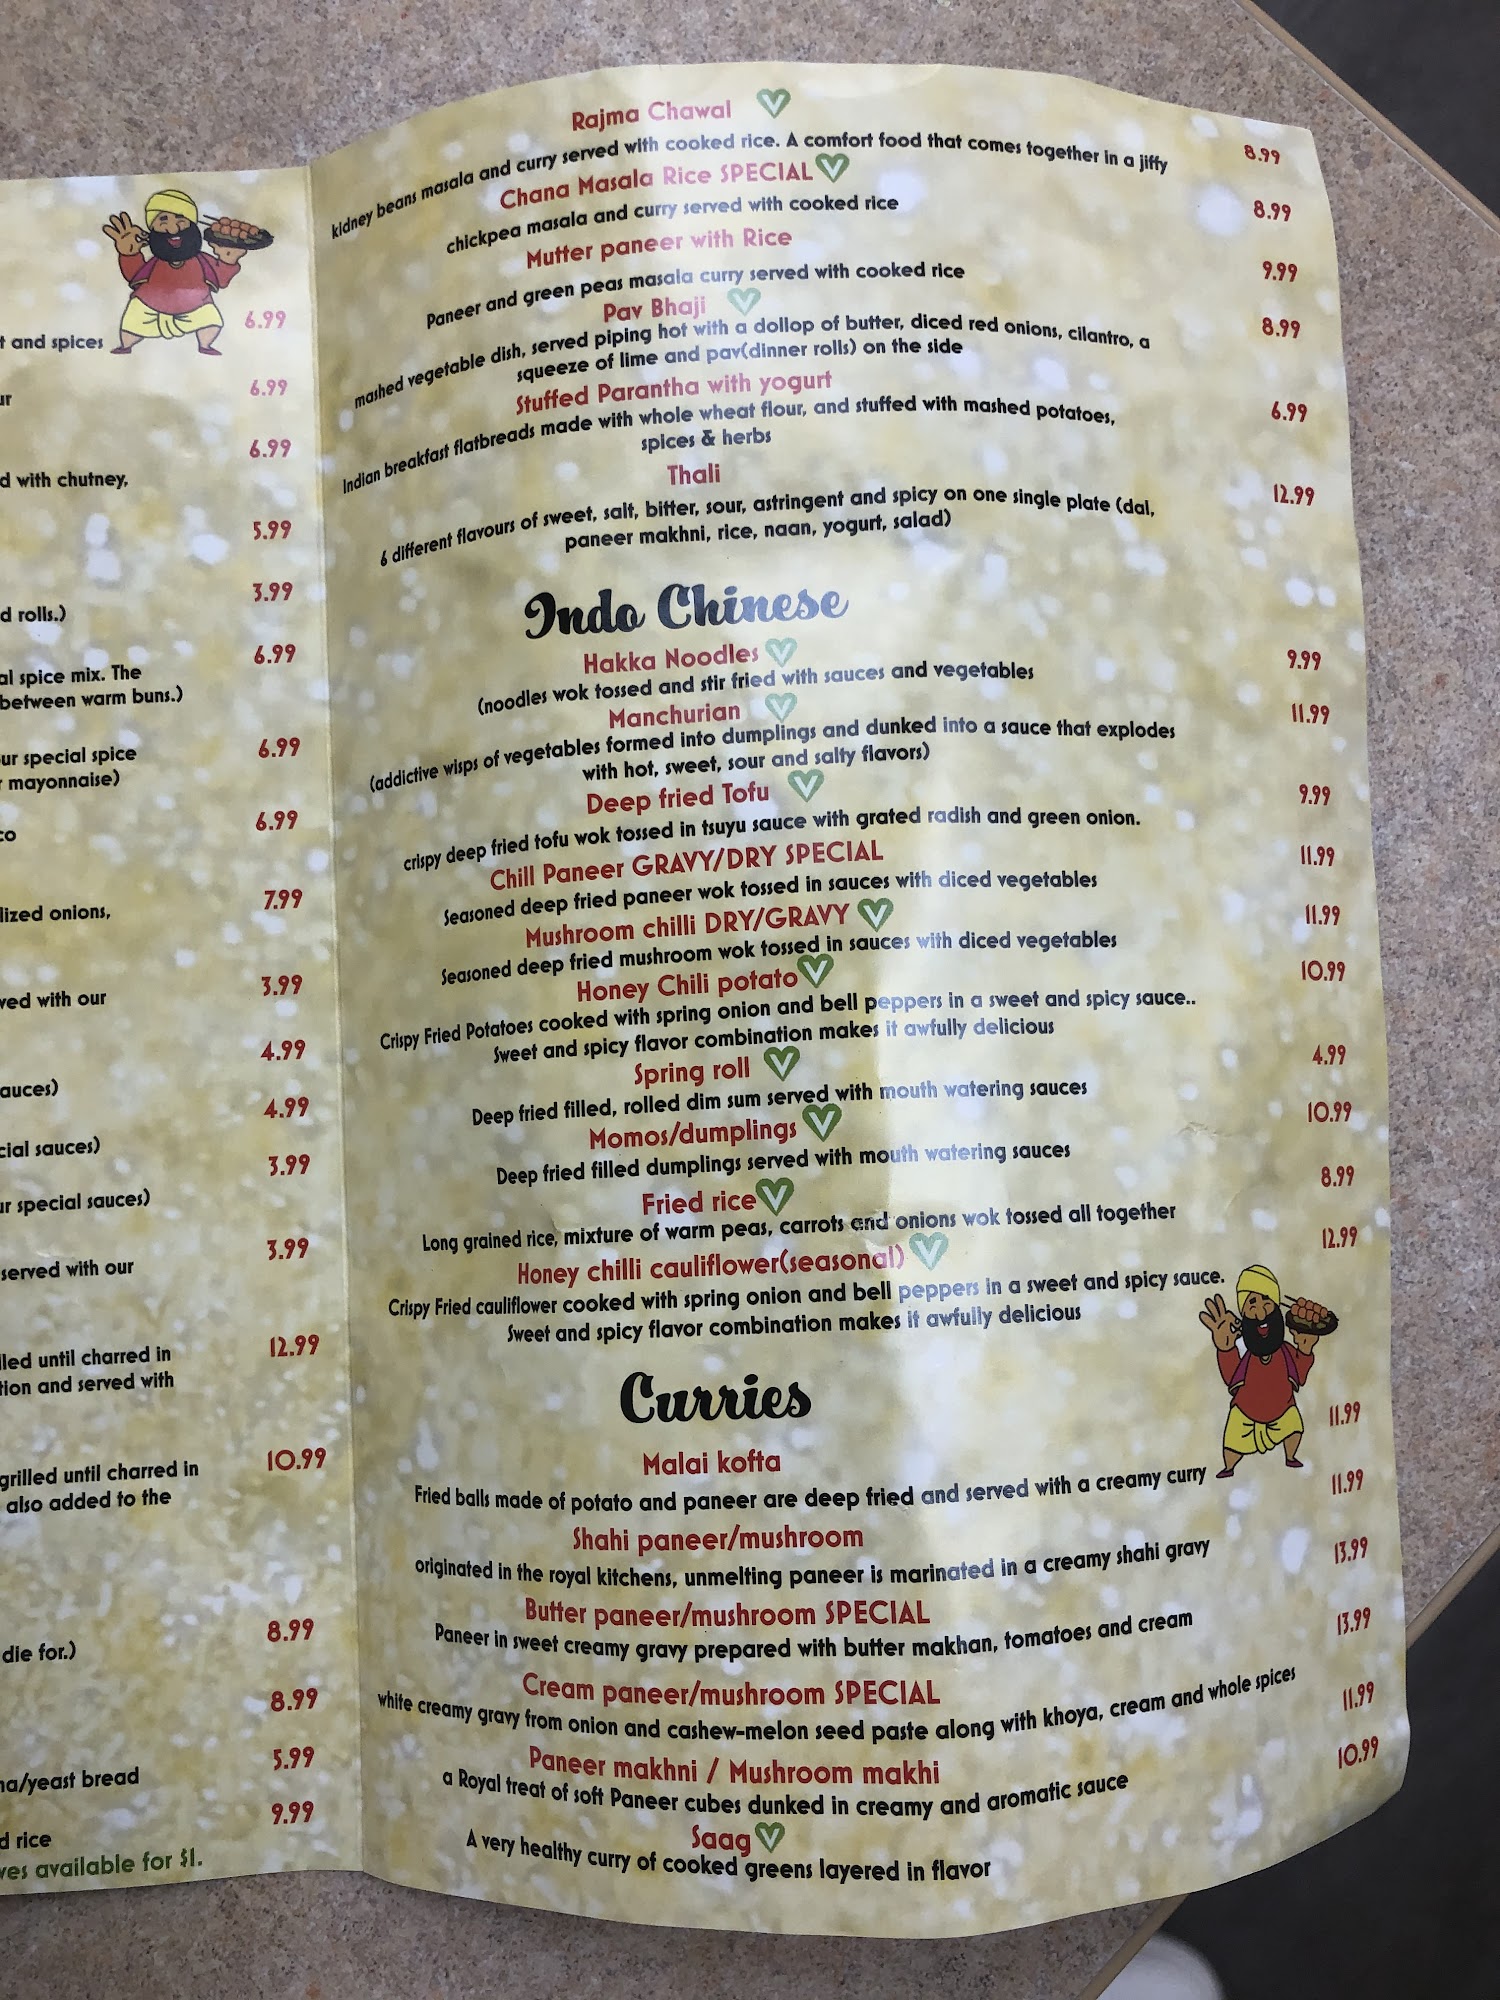 t and spices
6.99
ur
6.99
6.99
d with chutney,
5.99
3.99
d rolls.)
6.99
al spice mix. The
between warm buns.)
ur special spice
6.99
r mayonnaise)
6.99
co
7.99
lized onions,
3.99
ved with our
4.99
auces)
4.99
cial sauces)
3.99
ur special sauces)
3.99
served with our
12.99
lled until charred in
tion and served with
10.99
grilled until charred in
also added to the
8.99
die for.)
8.99
5.99
na/yeast bread
9.99
d rice
ves available for $1.
Rajma Chawal V
8.99
kidney beans masala and curry served with cooked rice. A comfort food that comes together in a jiffy
Chana Masala Rice SPECIAL V
8.99
chickpea masala and curry served with cooked rice
Mutter paneer with Rice
9.99
Paneer and green peas masala curry served with cooked rice
Pav Bhaji V
8.99
mashed vegetable dish, served piping hot with a dollop of butter, diced red onions, cilantro, a
squeeze of lime and pav(dinner rolls) on the side
Stuffed Parantha with yogurt
6.99
Indian breakfast flatbreads made with whole wheat flour, and stuffed with mashed potatoes,
spices & herbs
Thali
12.99
6 different flavours of sweet, salt, bitter, sour, astringent and spicy on one single plate (dal,
paneer makhni, rice, naan, yogurt, salad)
Indo Chinese
Hakka Noodles V
9.99
(noodles wok tossed and stir fried with sauces and vegetables
Manchurian V
11.99
(addictive wisps of vegetables formed into dumplings and dunked into a sauce that explodes
with hot, sweet, sour and salty flavors)
Deep fried Tofu V
9.99
crispy deep fried tofu wok tossed in tsuyu sauce with grated radish and green onion.
Chill Paneer GRAVY/DRY SPECIAL
11.99
Seasoned deep fried paneer wok tossed in sauces with diced vegetables
Mushroom chilli DRY/GRAVY V
11.99
Seasoned deep fried mushroom wok tossed in sauces with diced vegetables
Honey Chili potato V
10.99
Crispy Fried Potatoes cooked with spring onion and bell peppers in a sweet and spicy sauce..
Sweet and spicy flavor combination makes it awfully delicious
Spring roll V
4.99
Deep fried filled, rolled dim sum served with mouth watering sauces
Momos/dumplings V
10.99
Deep fried filled dumplings served with mouth watering sauces
Fried rice V
8.99
Long grained rice, mixture of warm peas, carrots and onions wok tossed all together
Honey chilli cauliflower(seasonal) V
12.99
Crispy Fried cauliflower cooked with spring onion and bell peppers in a sweet and spicy sauce.
Sweet and spicy flavor combination makes it awfully delicious
Curries
Malai kofta
11.99
Fried balls made of potato and paneer are deep fried and served with a creamy curry
Shahi paneer/mushroom
11.99
originated in the royal kitchens, unmelting paneer is marinated in a creamy shahi gravy
Butter paneer/mushroom SPECIAL
13.99
Paneer in sweet creamy gravy prepared with butter makhan, tomatoes and cream
Cream paneer/mushroom SPECIAL
13.99
white creamy gravy from onion and cashew-melon seed paste along with khoya, cream and whole spices
Paneer makhni / Mushroom makhi
11.99
a Royal treat of soft Paneer cubes dunked in creamy and aromatic sauce
Saag V
10.99
A very healthy curry of cooked greens layered in flavor